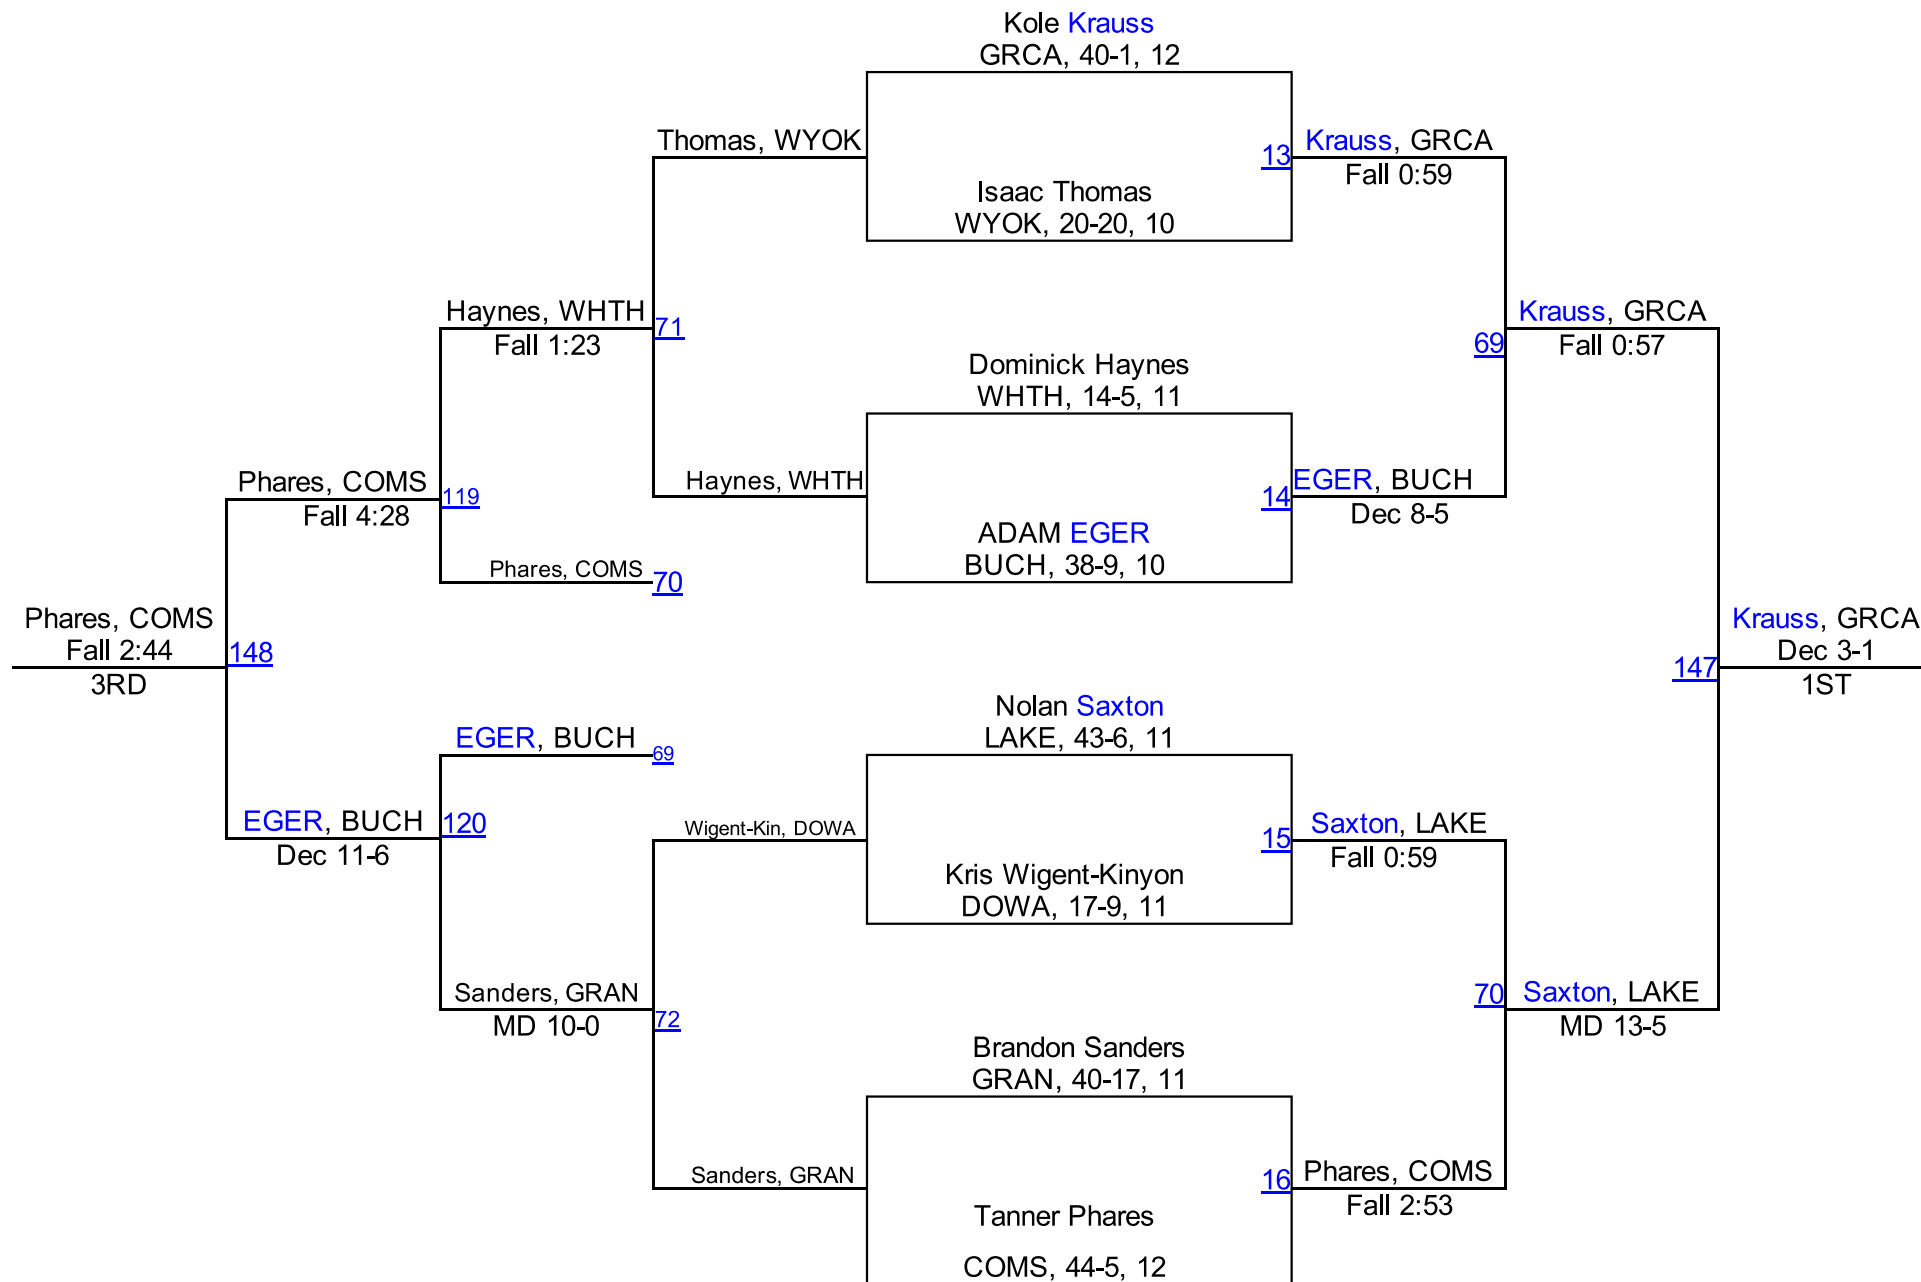 Kole Krauss
GRCA, 40-1, 12
Thomas, WYOK
13
Krauss, GRCA
Fall 0:59
Isaac Thomas
WYOK, 20-20, 10
Haynes, WHTH
Fall 1:23
71
Krauss, GRCA
Fall 0:57
69
Dominick Haynes
WHTH, 14-5, 11
Phares, COMS
Fall 4:28
119
Haynes, WHTH
14
EGER, BUCH
Dec 8-5
ADAM EGER
BUCH, 38-9, 10
Phares, COMS
70
Phares, COMS
Fall 2:44
3RD
148
147
Krauss, GRCA
Dec 3-1
1ST
Nolan Saxton
LAKE, 43-6, 11
EGER, BUCH
69
EGER, BUCH
Dec 11-6
120
Wigent-Kin, DOWA
15
Saxton, LAKE
Fall 0:59
Kris Wigent-Kinyon
DOWA, 17-9, 11
Sanders, GRAN
MD 10-0
72
70
Saxton, LAKE
MD 13-5
Brandon Sanders
GRAN, 40-17, 11
Sanders, GRAN
16
Phares, COMS
Fall 2:53
Tanner Phares
COMS, 44-5, 12